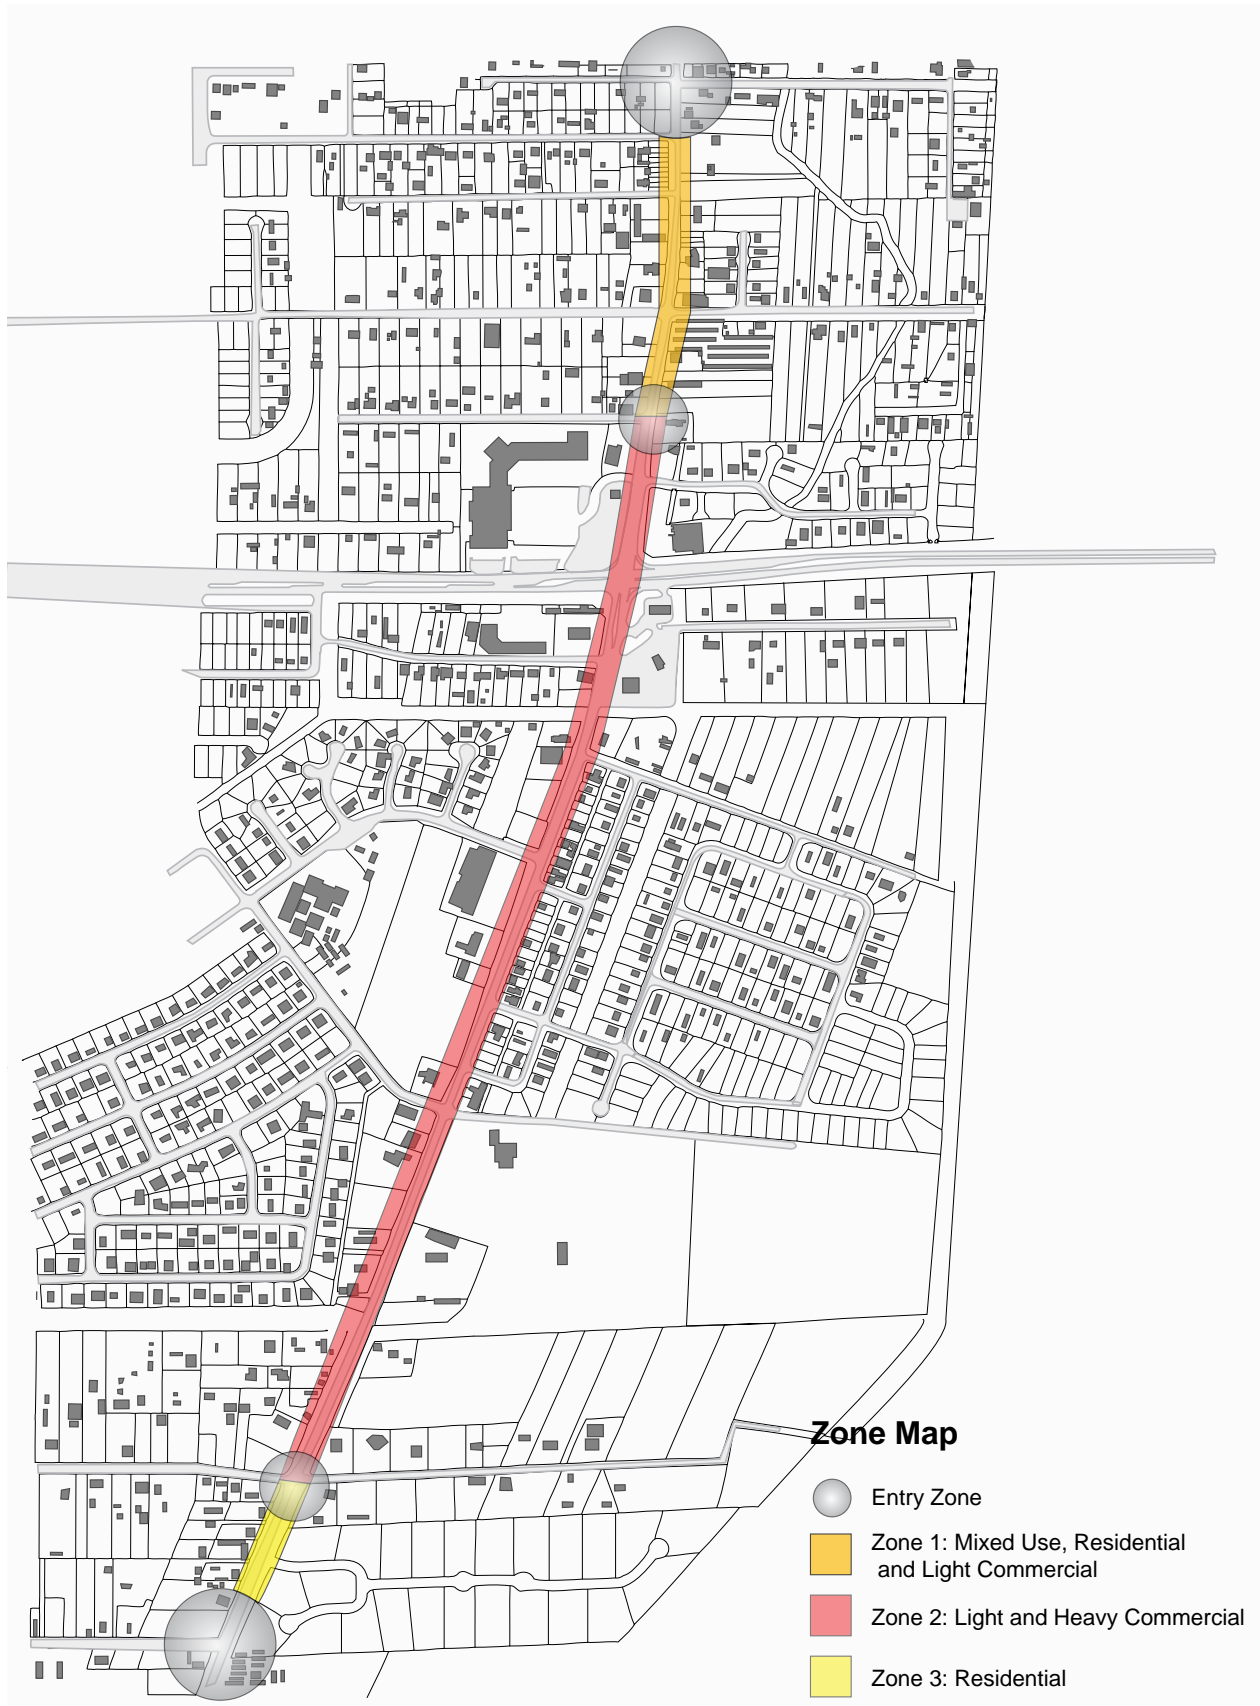 Zone Map
Entry Zone
Zone 1: Mixed Use, Residential
and Light Commercial
Zone 2: Light and Heavy Commercial
Zone 3: Residential